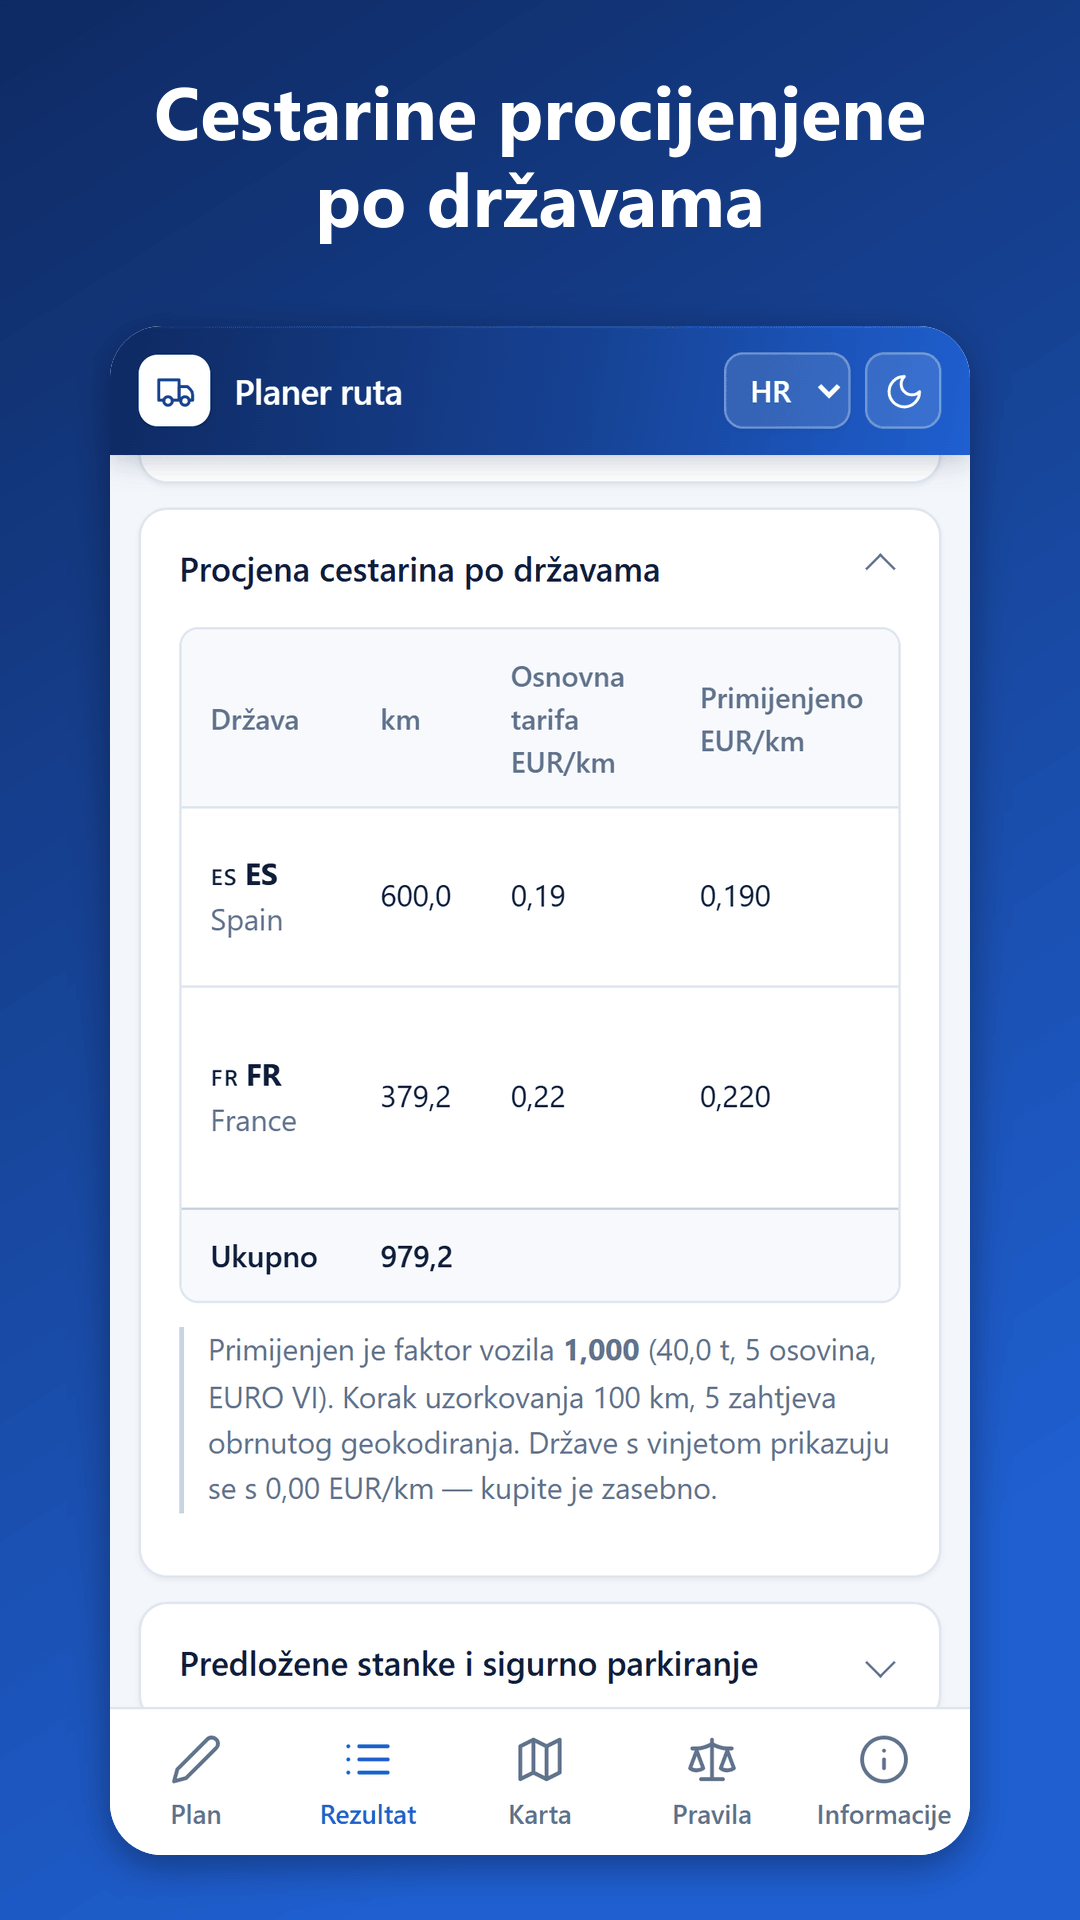 Cestarine procijenjene
po državama
Planer ruta
HR
Procjena cestarina po državama
Država km Osnovna tarifa EUR/km Primijenjeno EUR/km
ES ES Spain 600,0 0,19 0,190
FR FR France 379,2 0,22 0,220
Ukupno 979,2
Primijenjen je faktor vozila 1,000 (40,0 t, 5 osovina,
EURO VI). Korak uzorkovanja 100 km, 5 zahtjeva
obrnutog geokodiranja. Države s vinjetom prikazuju
se s 0,00 EUR/km — kupite je zasebno.
Predložene stanke i sigurno parkiranje
Plan Rezultat Karta Pravila Informacije